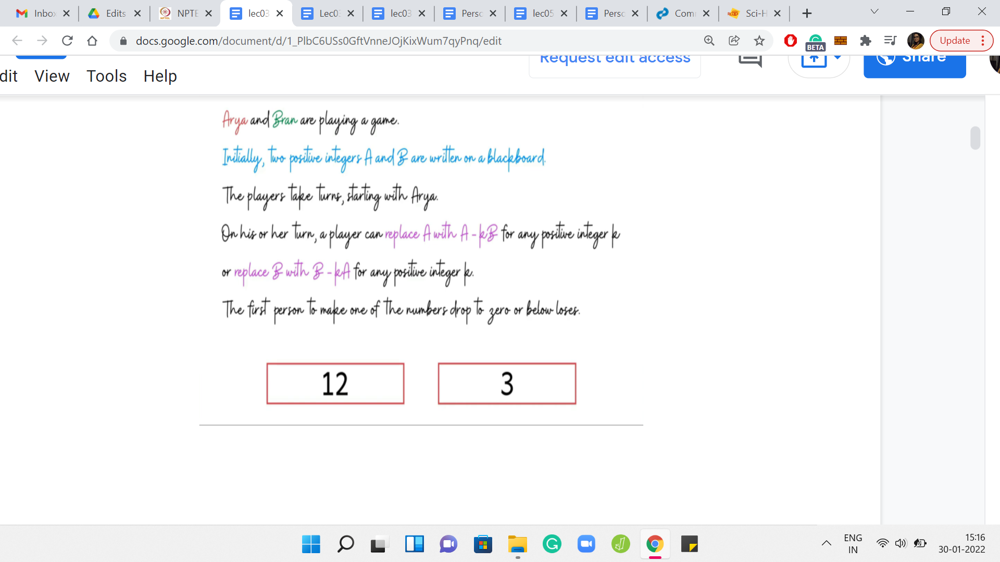 Inbox
Edits
NPTE
lec03
Lec03
lec03
Perso
lec05
Perso
Com
Sci-H
docs.google.com/document/d/1_PlbC6USs0GftVnneJOjKixWum7qyPnq/edit
BETA
Update
Request edit access
Share
dit View Tools Help
Arya and Bran are playing a game.
Initially, two positive integers A and B are written on a blackboard.
The players take turns, starting with Arya.
On his or her turn, a player can replace A with A - kB for any positive integer k
or replace B with B - kA for any positive integer k.
The first person to make one of the numbers drop to zero or below loses.
12 3
ENG
IN
15:16
30-01-2022